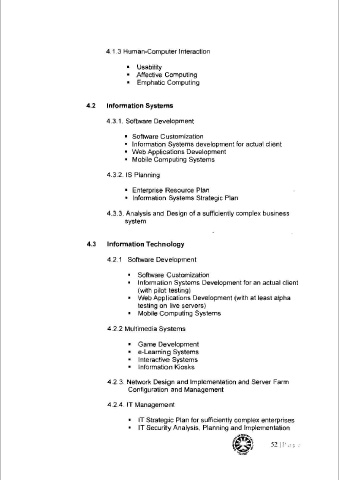 4.1.3 Human-Computer Interaction
▪ Usability
▪ Affective Computing
▪ Emphatic Computing
4.2 Information Systems
4.3.1. Software Development
▪ Software Customization
▪ Information Systems development for actual client
▪ Web Applications Development
▪ Mobile Computing Systems
4.3.2. IS Planning
▪ Enterprise Resource Plan
▪ Information Systems Strategic Plan
4.3.3. Analysis and Design of a sufficiently complex business
system
4.3 Information Technology
4.2.1 Software Development
▪ Software Customization
▪ Information Systems Development for an actual client
(with pilot testing)
▪ Web Applications Development (with at least alpha
testing on live servers)
▪ Mobile Computing Systems
4.2.2 Multimedia Systems
▪ Game Development
▪ e-Learning Systems
▪ Interactive Systems
▪ Information Kiosks
4.2.3. Network Design and Implementation and Server Farm
Configuration and Management
4.2.4. IT Management
▪ IT Strategic Plan for sufficiently complex enterprises
▪ IT Security Analysis, Planning and Implementation
52 | P a g e